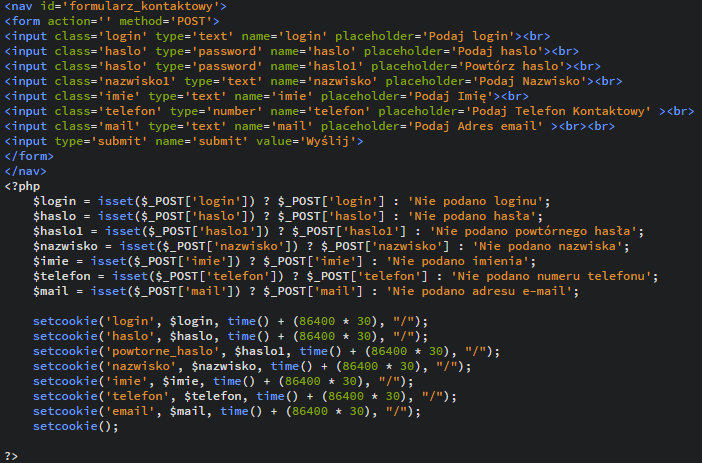 <nav id='formularz_kontaktowy'>
<form action='' method='POST'>
<input class='login' type='text' name='login' placeholder='Podaj login'><br>
<input class='haslo' type='password' name='haslo' placeholder='Podaj haslo'><br>
<input class='haslo' type='password' name='haslo1' placeholder='Powtórz haslo'><br>
<input class='nazwisko1' type='text' name='nazwisko' placeholder='Podaj Nazwisko'><br>
<input class='imie' type='text' name='imie' placeholder='Podaj Imię'><br>
<input class='telefon' type='number' name='telefon' placeholder='Podaj Telefon Kontaktowy' ><br>
<input class='mail' type='text' name='mail' placeholder='Podaj Adres email' ><br><br>
<input type='submit' name='submit' value='Wyślij'>
</form>
</nav>
<?php
    $login = isset($_POST['login']) ? $_POST['login'] : 'Nie podano loginu';
    $haslo = isset($_POST['haslo']) ? $_POST['haslo'] : 'Nie podano hasła';
    $haslo1 = isset($_POST['haslo1']) ? $_POST['haslo1'] : 'Nie podano powtórnego hasła';
    $nazwisko = isset($_POST['nazwisko']) ? $_POST['nazwisko'] : 'Nie podano nazwiska';
    $imie = isset($_POST['imie']) ? $_POST['imie'] : 'Nie podano imienia';
    $telefon = isset($_POST['telefon']) ? $_POST['telefon'] : 'Nie podano numeru telefonu';
    $mail = isset($_POST['mail']) ? $_POST['mail'] : 'Nie podano adresu e-mail';

    setcookie('login', $login, time() + (86400 * 30), "/");
    setcookie('haslo', $haslo, time() + (86400 * 30), "/");
    setcookie('powtorne_haslo', $haslo1, time() + (86400 * 30), "/");
    setcookie('nazwisko', $nazwisko, time() + (86400 * 30), "/");
    setcookie('imie', $imie, time() + (86400 * 30), "/");
    setcookie('telefon', $telefon, time() + (86400 * 30), "/");
    setcookie('email', $mail, time() + (86400 * 30), "/");
    setcookie();

?>